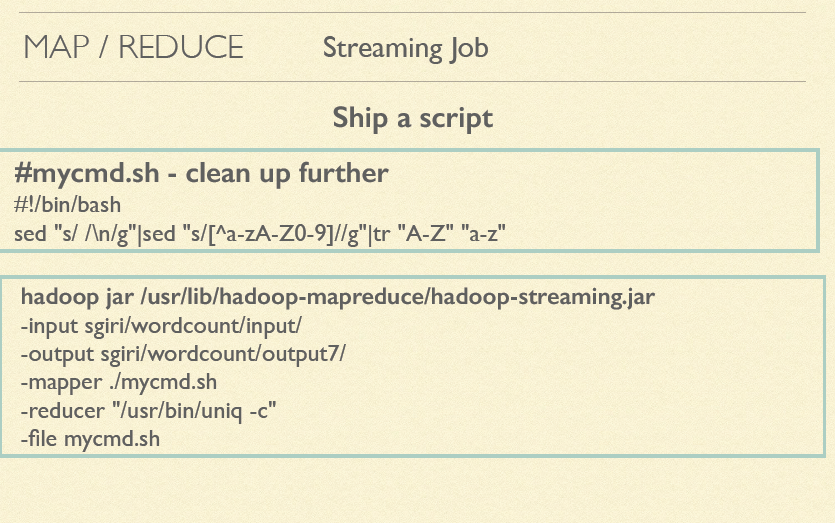 MAP / REDUCE Streaming Job
Ship a script
#mycmd.sh - clean up further
#!/bin/bash
sed "s/ /\n/g"|sed "s/[^a-zA-Z0-9]//g"|tr "A-Z" "a-z"
hadoop jar /usr/lib/hadoop-mapreduce/hadoop-streaming.jar
-input sgiri/wordcount/input/
-output sgiri/wordcount/output7/
-mapper ./mycmd.sh
-reducer "/usr/bin/uniq -c"
-file mycmd.sh